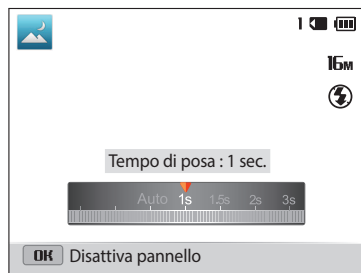 1
16M
Tempo di posa : 1 sec.
Auto 1s 1.5s 2s 3s
OK Disattiva pannello